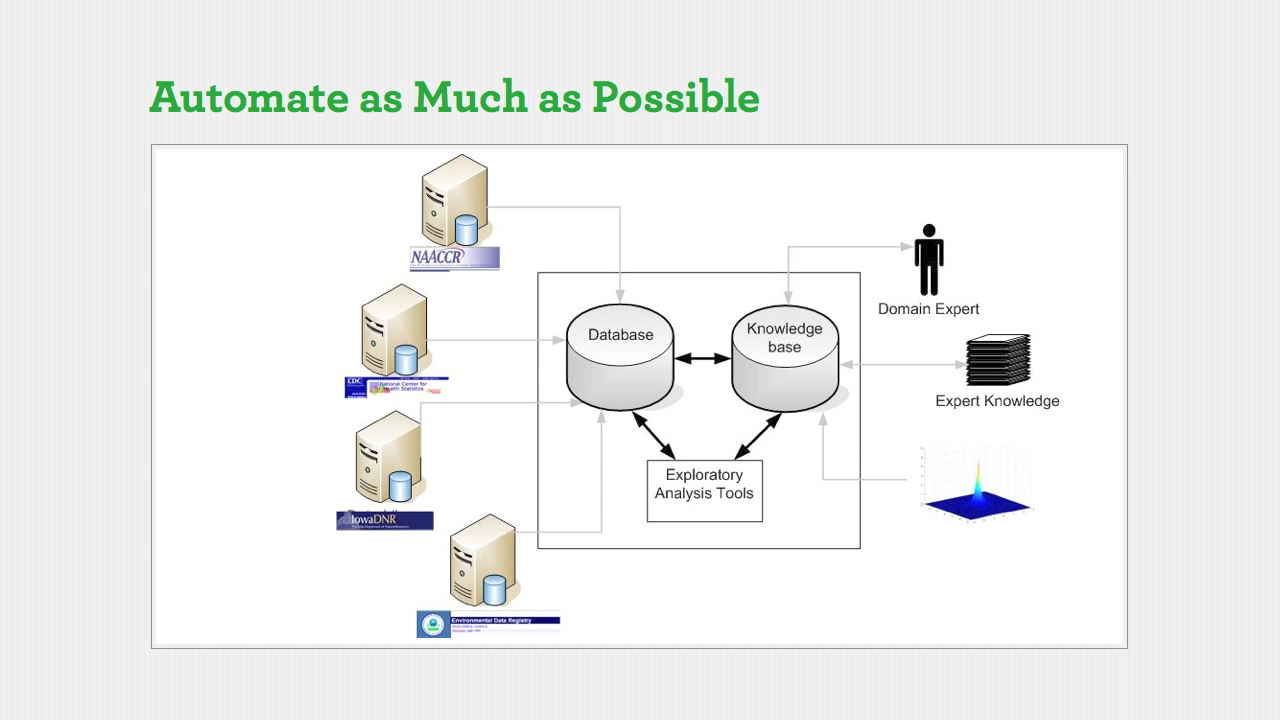 Automate as Much as Possible
NAACCR
Database
Knowledge
base
Domain Expert
CDC
National Center for
Health Statistics
Expert Knowledge
Exploratory
Analysis Tools
IowaDNR
Environmental Data Registry